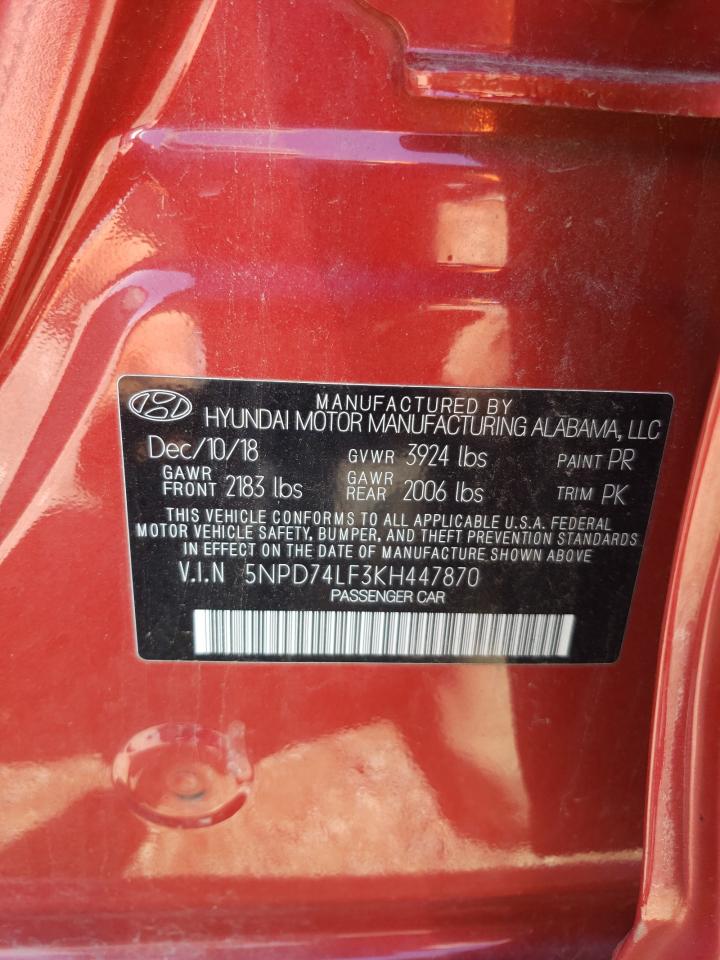 MANUFACTURED BY
HYUNDAI MOTOR MANUFACTURING ALABAMA, LLC
Dec/10/18 GVWR 3924 lbs PAINT PR
GAWR FRONT 2183 lbs GAWR REAR 2006 lbs TRIM PK
THIS VEHICLE CONFORMS TO ALL APPLICABLE U.S.A. FEDERAL
MOTOR VEHICLE SAFETY, BUMPER, AND THEFT PREVENTION STANDARDS
IN EFFECT ON THE DATE OF MANUFACTURE SHOWN ABOVE
V.I.N 5NPD74LF3KH447870
PASSENGER CAR